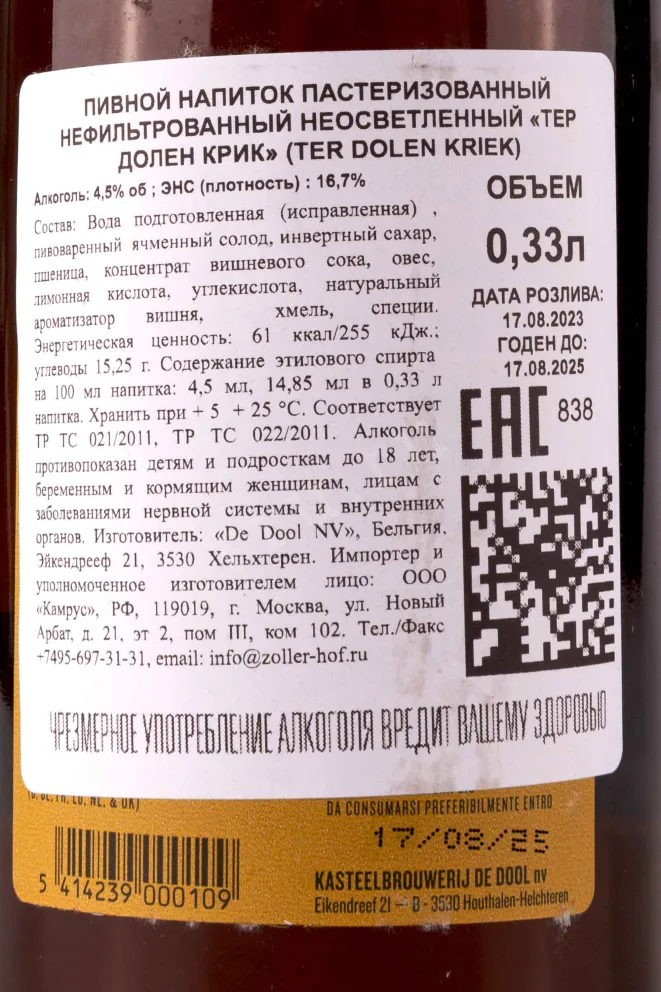 ПИВНОЙ НАПИТОК ПАСТЕРИЗОВАННЫЙ
НЕФИЛЬТРОВАННЫЙ НЕОСВЕТЛЕННЫЙ «ТЕР
ДОЛЕН КРИК» (TER DOLEN KRIEK)
Алкоголь: 4,5% об ; ЭНС (плотность) : 16,7%
Состав: Вода подготовленная (исправленная) ,
пивоваренный ячменный солод, инвертный сахар,
пшеница, концентрат вишневого сока, овес,
лимонная кислота, углекислота, натуральный
ароматизатор вишня, хмель, специи.
Энергетическая ценность: 61 ккал/255 кДж.;
углеводы 15,25 г. Содержание этилового спирта
на 100 мл напитка: 4,5 мл, 14,85 мл в 0,33 л
напитка. Хранить при + 5 + 25 °С. Соответствует
ТР ТС 021/2011, ТР ТС 022/2011. Алкоголь
противопоказан детям и подросткам до 18 лет,
беременным и кормящим женщинам, лицам с
заболеваниями нервной системы и внутренних
органов. Изготовитель: «De Dool NV», Бельгия,
Эйкендрееф 21, 3530 Хельхтерен. Импортер и
уполномоченное изготовителем лицо: ООО
«Камрус», РФ, 119019, г. Москва, ул. Новый
Арбат, д. 21, эт 2, пом III, ком 102. Тел./Факс
+7495-697-31-31, email: info@zoller-hof.ru
ОБЪЕМ
0,33л
ДАТА РОЗЛИВА:
17.08.2023
ГОДЕН ДО:
17.08.2025
EAC 838
ЧРЕЗМЕРНОЕ УПОТРЕБЛЕНИЕ АЛКОГОЛЯ ВРЕДИТ ВАШЕМУ ЗДОРОВЬЮ
DA CONSUMARSI PREFERIBILMENTE ENTRO
17/08/25
5 414239 000109
KASTEELBROUWERIJ DE DOOL nv
Eikendreef 21 – B - 3530 Houthalen-Helchteren